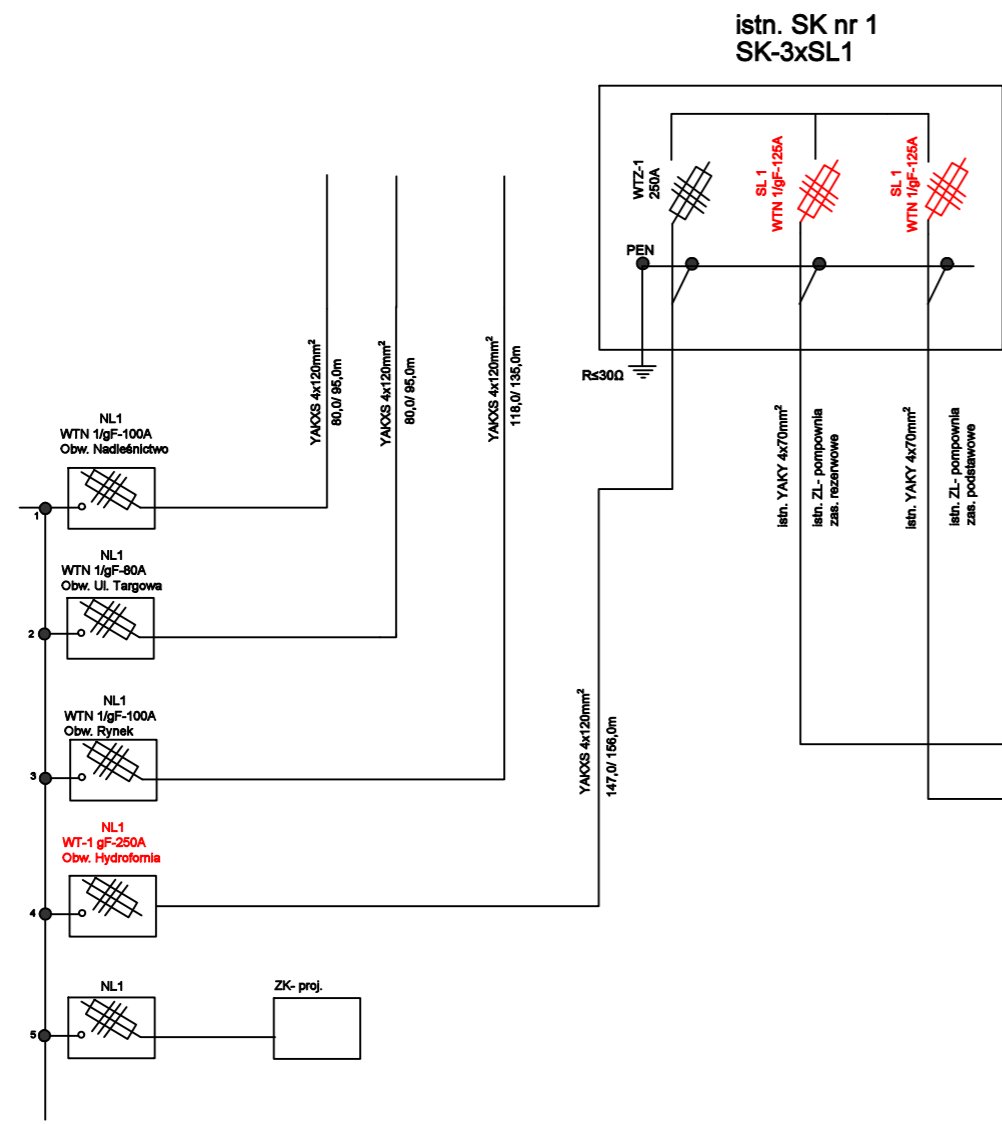 istn. SK nr 1
SK-3xSL1
WTZ-1
250A
SL 1
WTN 1/gF-125A
SL 1
WTN 1/gF-125A
PEN
R≤30Ω
YAKXS 4x120mm²
80,0/ 95,0m
YAKXS 4x120mm²
80,0/ 95,0m
YAKXS 4x120mm²
118,0/ 135,0m
istn. YAKY 4x70mm²
istn. ZL- pompownia
zas. rezerwowe
istn. YAKY 4x70mm²
istn. ZL- pompownia
zas. podstawowe
NL1
WTN 1/gF-100A
Obw. Nadleśnictwo
1
NL1
WTN 1/gF-80A
Obw. Ul. Targowa
2
NL1
WTN 1/gF-100A
Obw. Rynek
3
YAKXS 4x120mm²
147,0/ 156,0m
NL1
WT-1 gF-250A
Obw. Hydrofornia
4
NL1
5
ZK- proj.